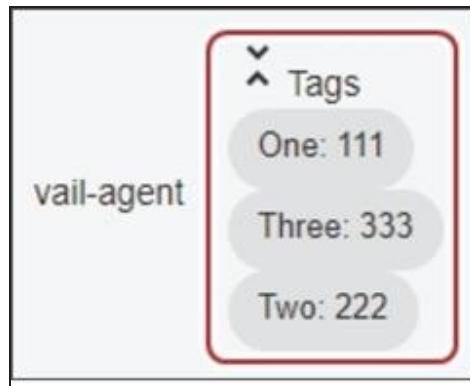 Tags
One: 111
vail-agent
Three: 333
Two: 222